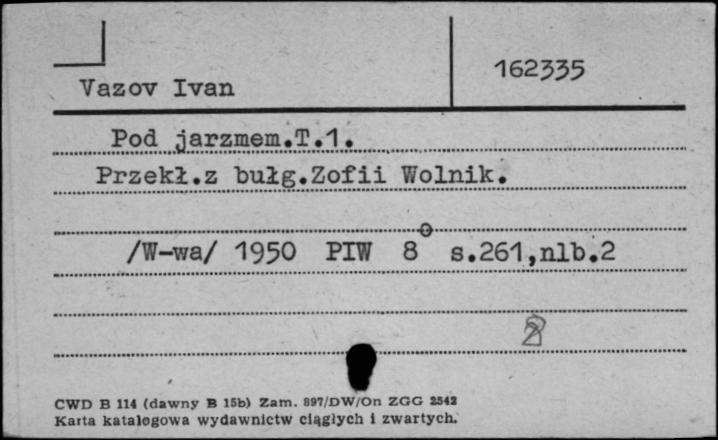 162335
Vazov Ivan
Pod jarzmem.T.1.
Przekł.z bułg.Zofii Wolnik.
/W-wa/ 1950 PIW 8° s.261,nlb.2
CWD B 114 (dawny B 15b) Zam. 897/DW/On ZGG 2542
Karta katalogowa wydawnictw ciągłych i zwartych.